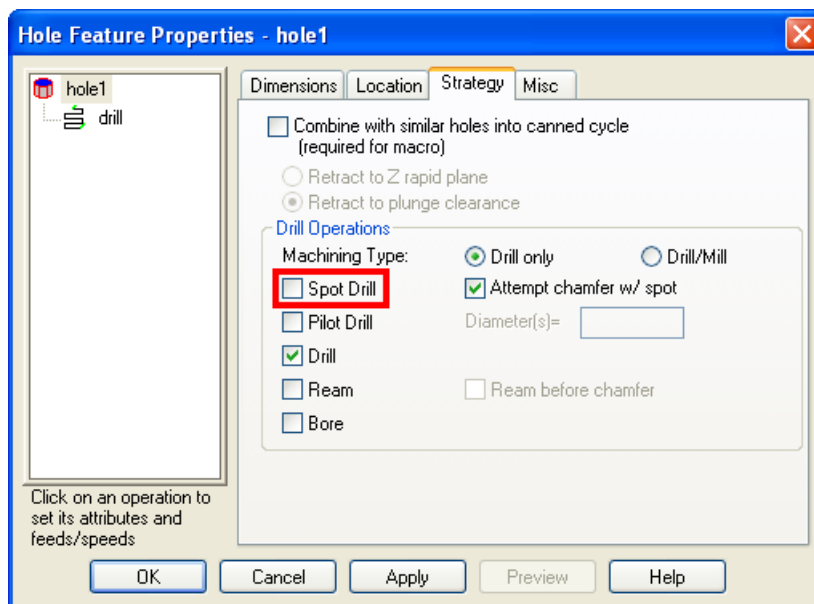 Hole Feature Properties - hole1
hole1
drill
Dimensions Location Strategy Misc
Combine with similar holes into canned cycle
(required for macro)
Retract to Z rapid plane
Retract to plunge clearance
Drill Operations
Machining Type: Drill only Drill/Mill
Spot Drill Attempt chamfer w/ spot
Pilot Drill Diameter(s)=
Drill
Ream Ream before chamfer
Bore
Click on an operation to
set its attributes and
feeds/speeds
OK Cancel Apply Preview Help